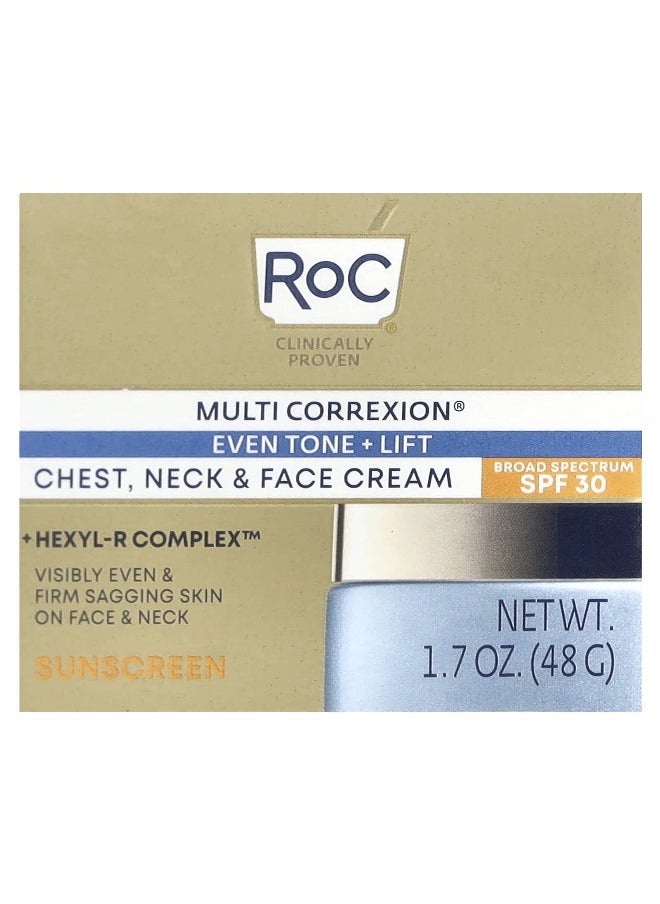 RoC®
CLINICALLY
PROVEN
MULTI CORREXION®
EVEN TONE + LIFT
CHEST, NECK & FACE CREAM
BROAD SPECTRUM
SPF 30
+HEXYL-R COMPLEX™
VISIBLY EVEN &
FIRM SAGGING SKIN
ON FACE & NECK
SUNSCREEN
NET WT.
1.7 OZ. (48 G)